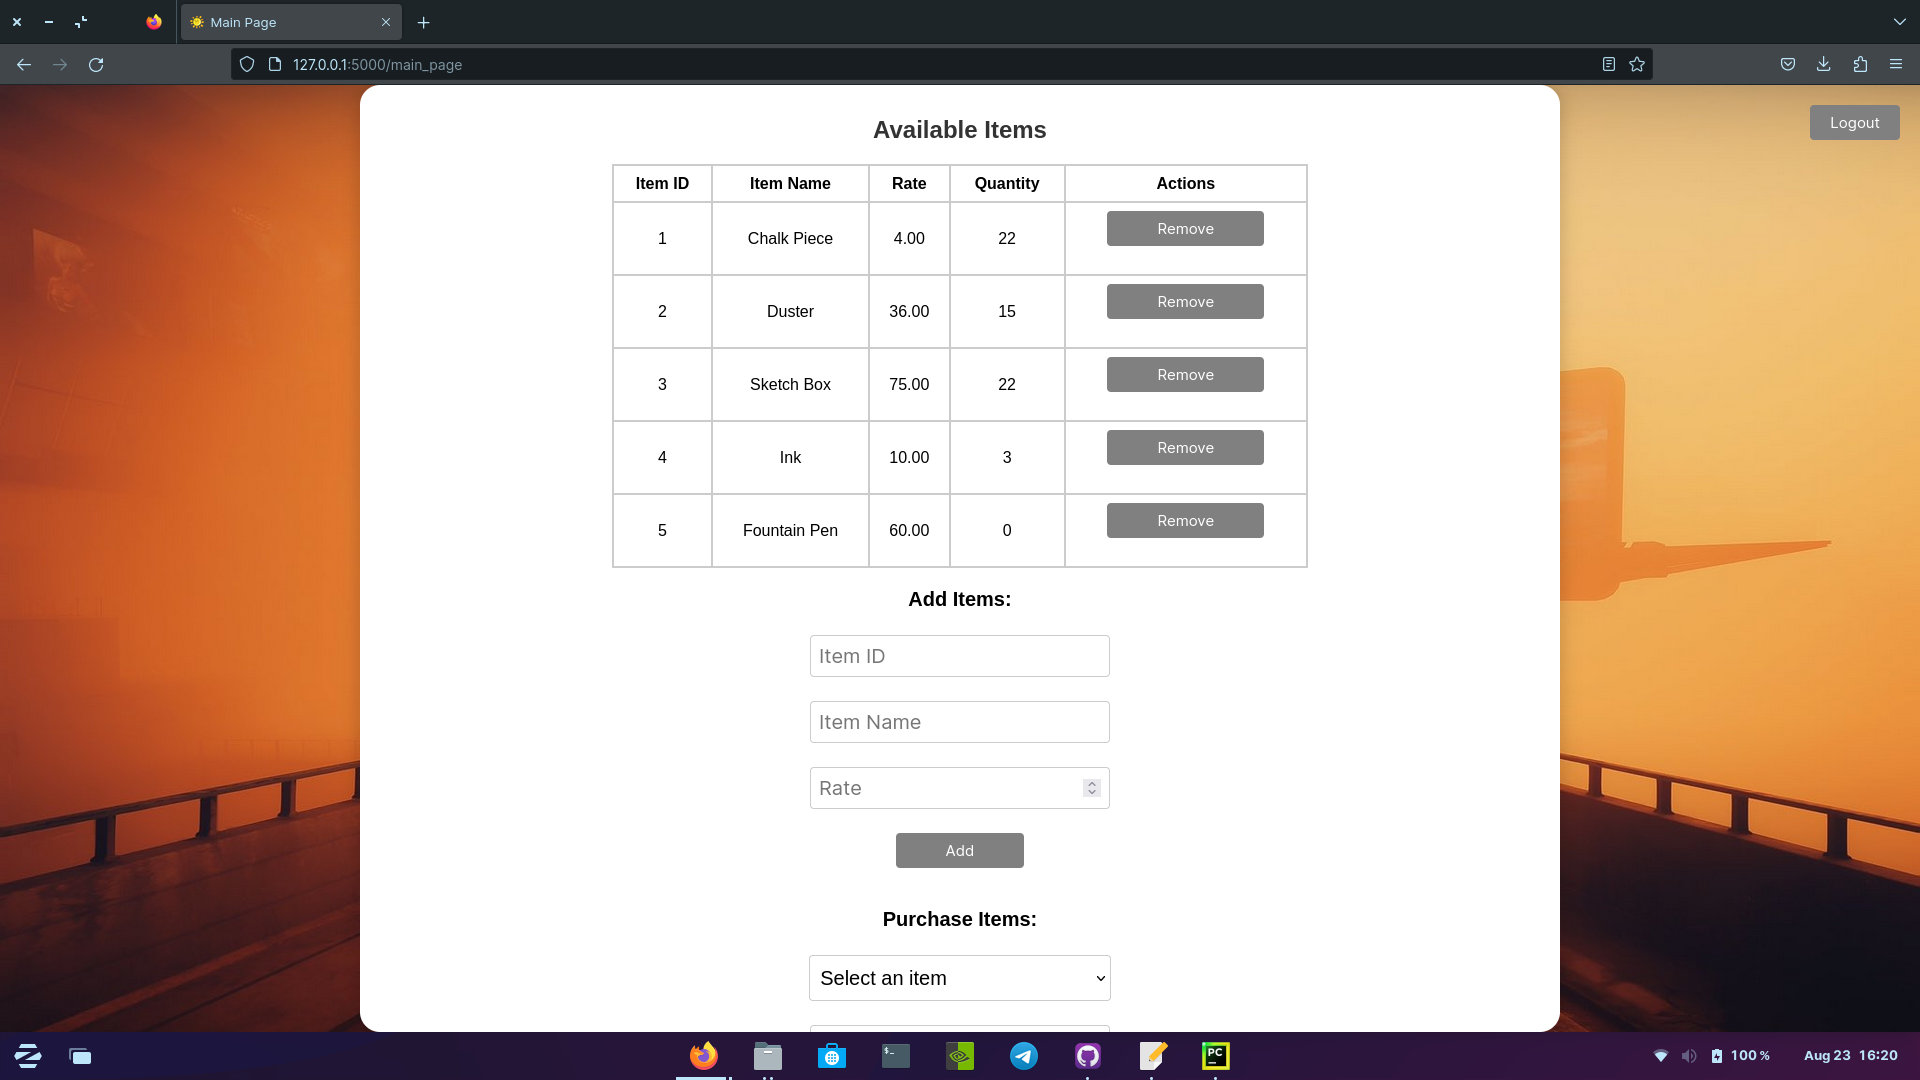 Main Page
127.0.0.1:5000/main_page
Logout
Available Items
Item ID Item Name Rate Quantity Actions
1 Chalk Piece 4.00 22 Remove
2 Duster 36.00 15 Remove
3 Sketch Box 75.00 22 Remove
4 Ink 10.00 3 Remove
5 Fountain Pen 60.00 0 Remove
Add Items:
Item ID
Item Name
Rate
Add
Purchase Items:
Select an item
$_
PC
100 %
Aug 23 16:20